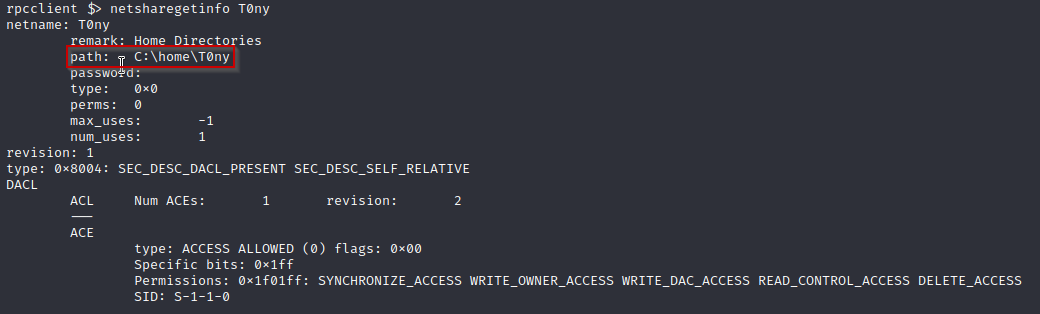 rpcclient $> netsharegetinfo T0ny
netname: T0ny
remark: Home Directories
path: C:\home\T0ny
password:
type: 0×0
perms: 0
max_uses: -1
num_uses: 1
revision: 1
type: 0×8004: SEC_DESC_DACL_PRESENT SEC_DESC_SELF_RELATIVE
DACL
ACL Num ACEs: 1 revision: 2
---
ACE
type: ACCESS ALLOWED (0) flags: 0×00
Specific bits: 0×1ff
Permissions: 0×1f01ff: SYNCHRONIZE_ACCESS WRITE_OWNER_ACCESS WRITE_DAC_ACCESS READ_CONTROL_ACCESS DELETE_ACCESS
SID: S-1-1-0